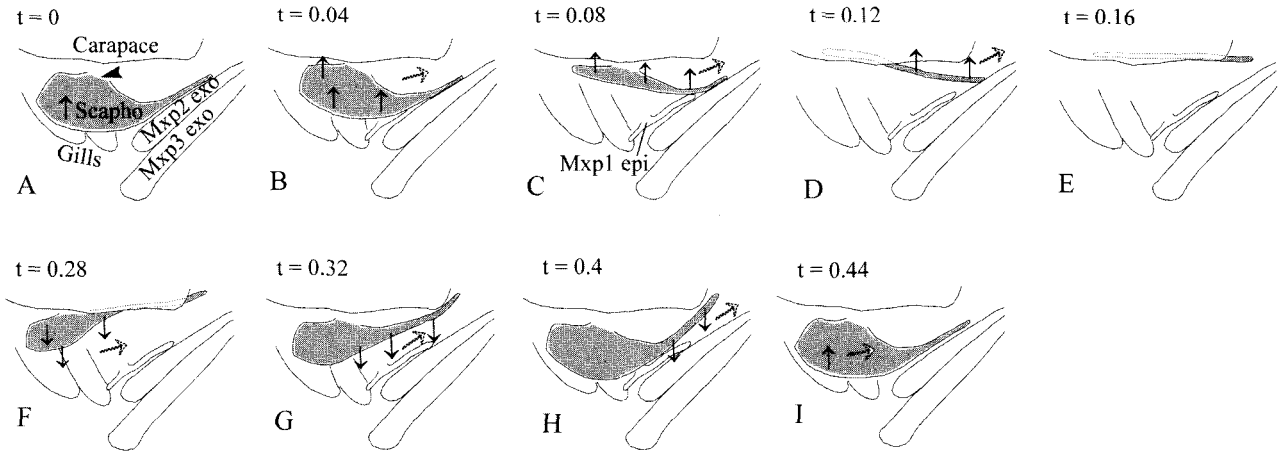 t = 0
t = 0.04
t = 0.08
t = 0.12
t = 0.16
Carapace
Scapho
Mxp2 exo
Mxp3 exo
Gills
Mxp1 epi
A
B
C
D
E
t = 0.28
t = 0.32
t = 0.4
t = 0.44
F
G
H
I